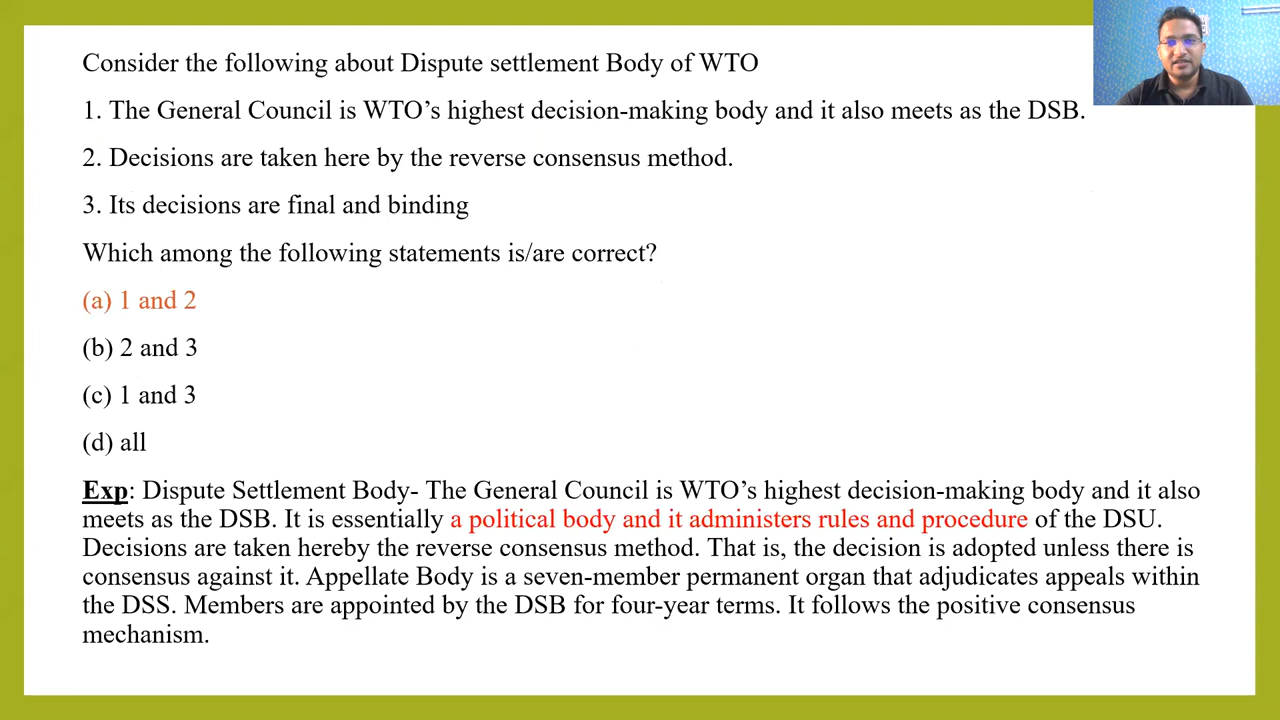 Consider the following about Dispute settlement Body of WTO
1. The General Council is WTO’s highest decision-making body and it also meets as the DSB.
2. Decisions are taken here by the reverse consensus method.
3. Its decisions are final and binding
Which among the following statements is/are correct?
(a) 1 and 2
(b) 2 and 3
(c) 1 and 3
(d) all
Exp: Dispute Settlement Body- The General Council is WTO’s highest decision-making body and it also
meets as the DSB. It is essentially a political body and it administers rules and procedure of the DSU.
Decisions are taken hereby the reverse consensus method. That is, the decision is adopted unless there is
consensus against it. Appellate Body is a seven-member permanent organ that adjudicates appeals within
the DSS. Members are appointed by the DSB for four-year terms. It follows the positive consensus
mechanism.